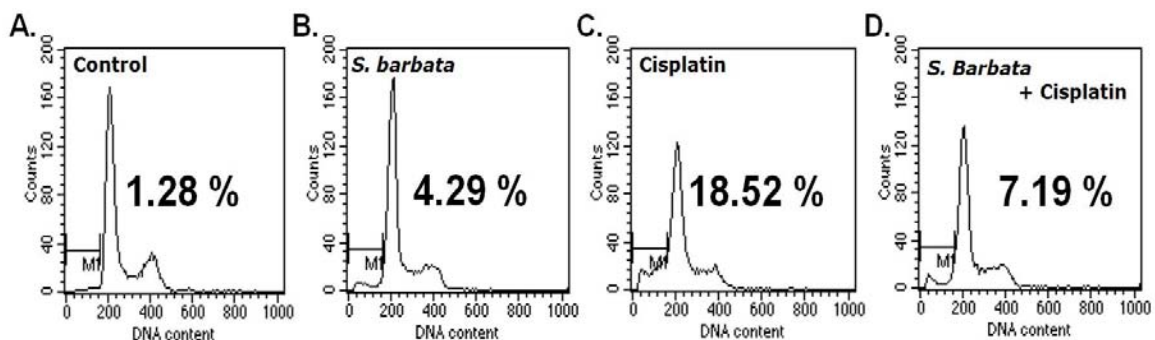 A.
Control
1.28 %
M1
Counts
0 40 80 120 160 200
0 200 400 600 800 1000
DNA content
B.
S. barbata
4.29 %
M1
Counts
0 40 80 120 160 200
0 200 400 600 800 1000
DNA content
C.
Cisplatin
18.52 %
M1
Counts
0 40 80 120 160 200
0 200 400 600 800 1000
DNA content
D.
S. Barbata
+ Cisplatin
7.19 %
M1
Counts
0 40 80 120 160 200
0 200 400 600 800 1000
DNA content